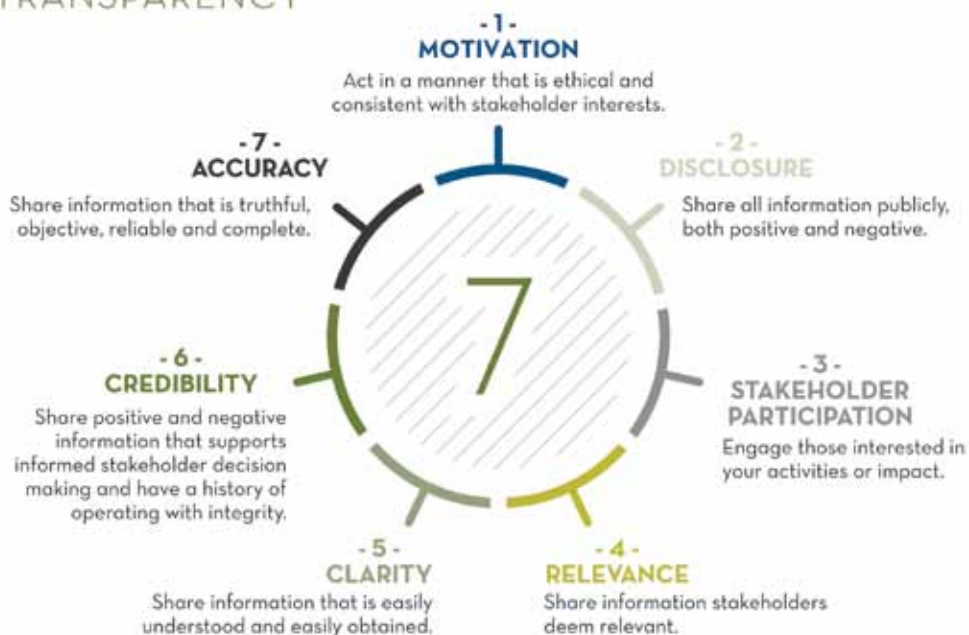 TRANSPARENCY
- 1 -
MOTIVATION
Act in a manner that is ethical and
consistent with stakeholder interests.
- 2 -
DISCLOSURE
Share all information publicly,
both positive and negative.
- 3 -
STAKEHOLDER
PARTICIPATION
Engage those interested in
your activities or impact.
- 4 -
RELEVANCE
Share information stakeholders
deem relevant.
- 5 -
CLARITY
Share information that is easily
understood and easily obtained.
- 6 -
CREDIBILITY
Share positive and negative
information that supports
informed stakeholder decision
making and have a history of
operating with integrity.
- 7 -
ACCURACY
Share information that is truthful,
objective, reliable and complete.
7